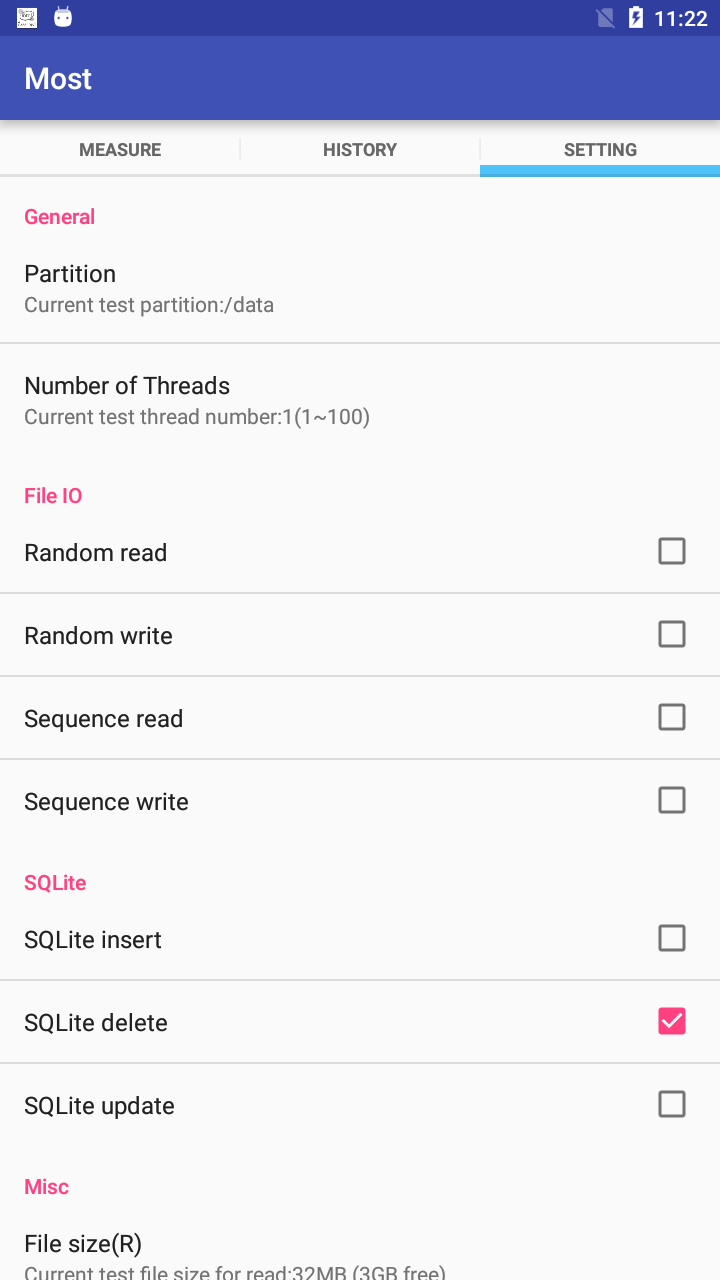 11:22
Most
MEASURE
HISTORY
SETTING
General
Partition
Current test partition:/data
Number of Threads
Current test thread number:1(1~100)
File IO
Random read
Random write
Sequence read
Sequence write
SQLite
SQLite insert
SQLite delete
SQLite update
Misc
File size(R)
Current test file size for read:32MB (3GB free)